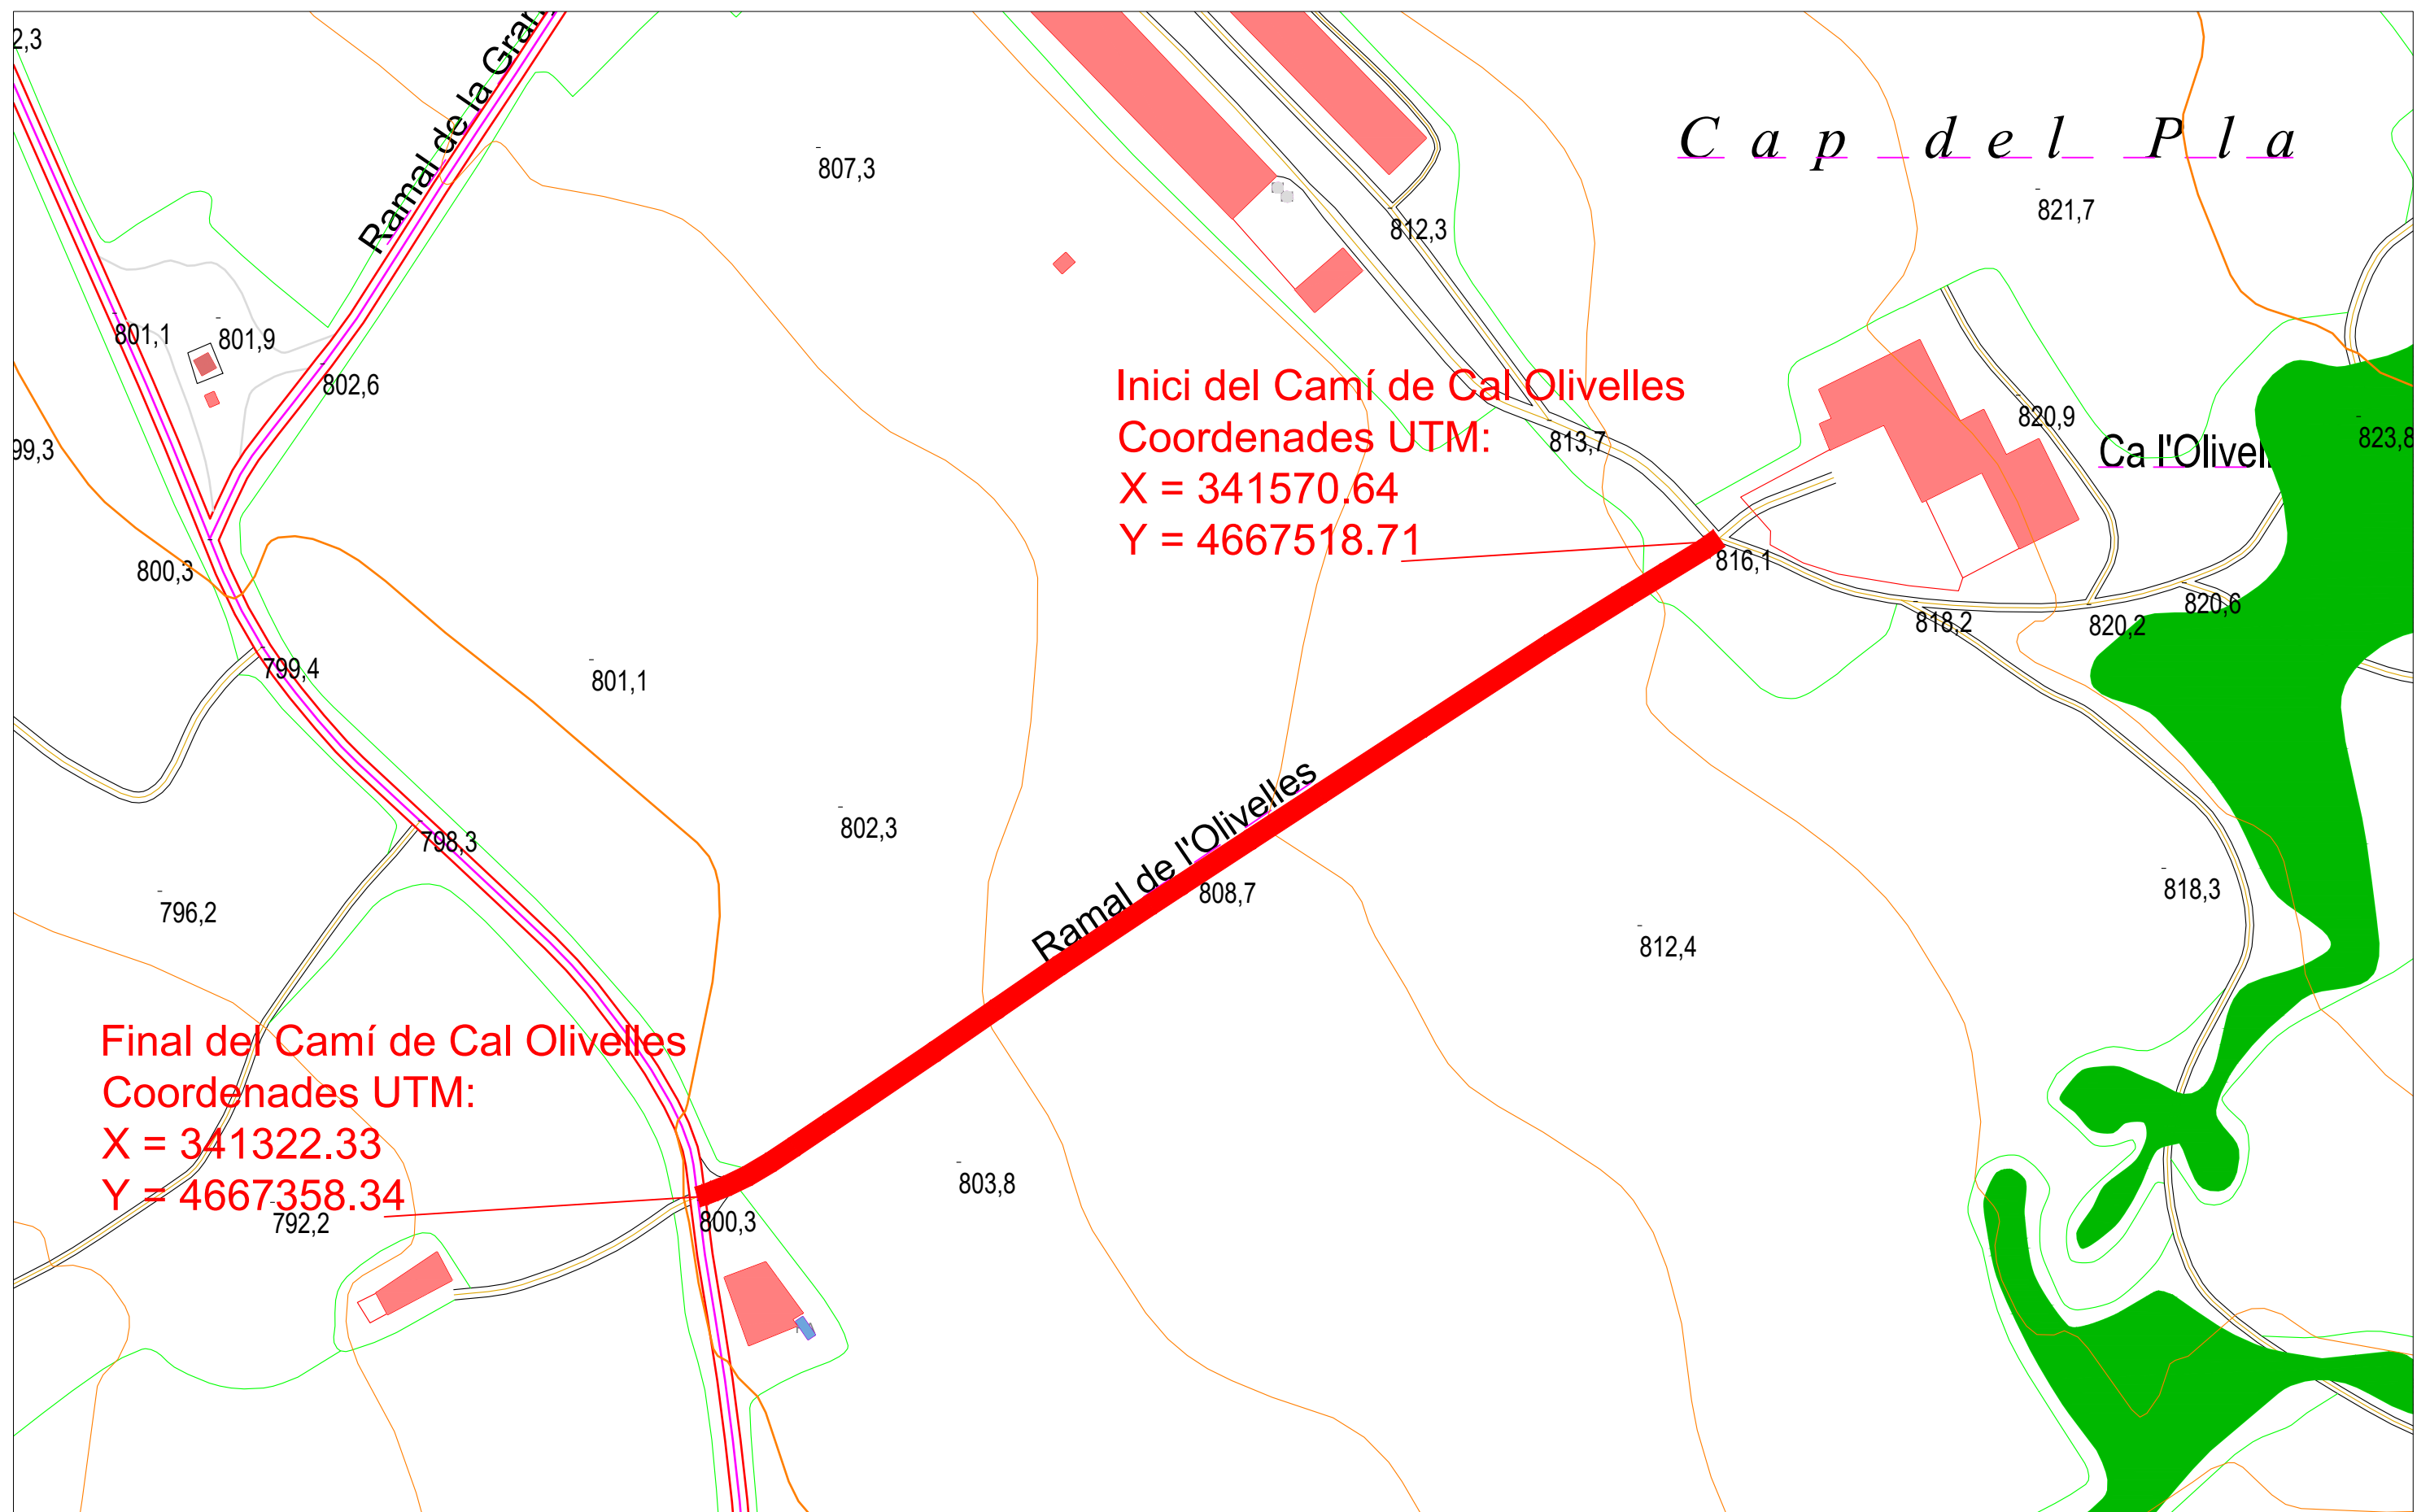 2,3
Ramal de la Gran
807,3
Cap del Pla
821,7
812,3
801,1
801,9
802,6
Inici del Camí de Cal Olivelles
Coordenades UTM:
X = 341570.64
Y = 4667518.71
813,7
820,9
Ca l'Olivell
823,8
99,3
800,3
816,1
818,2
820,2
820,6
799,4
801,1
798,3
802,3
Ramal de l'Olivelles
808,7
796,2
818,3
812,4
Final del Camí de Cal Olivelles
Coordenades UTM:
X = 341322.33
Y = 4667358.34
792,2
800,3
803,8